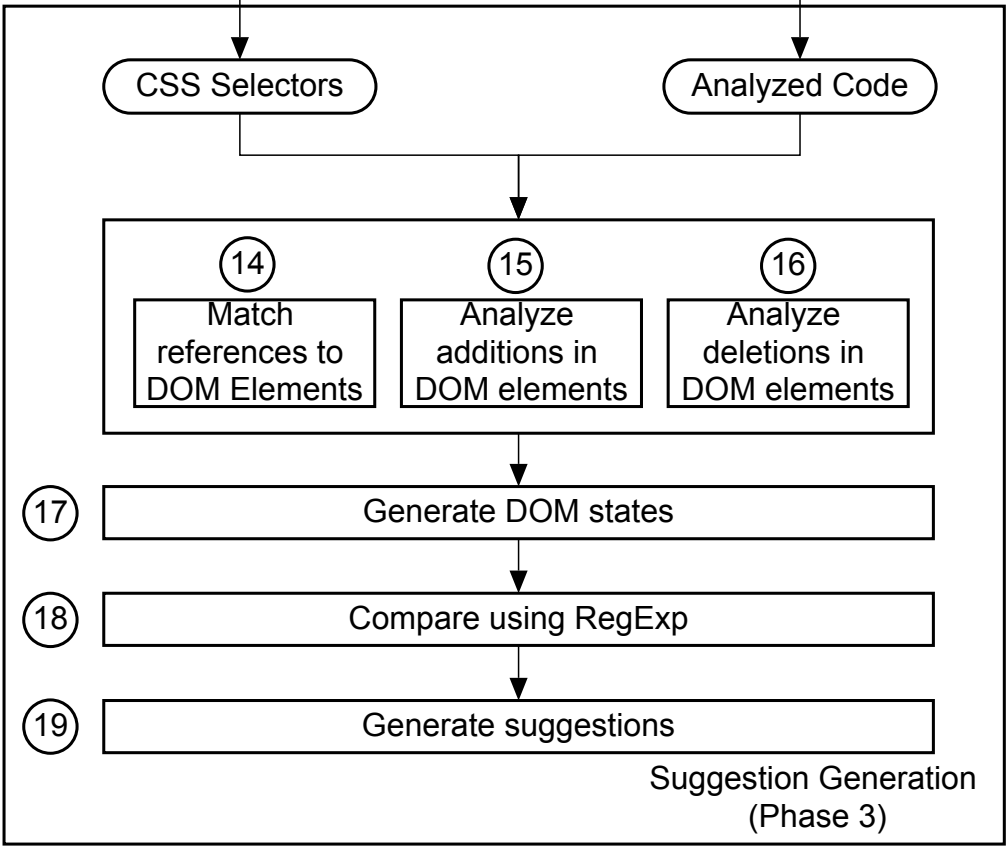 CSS Selectors
Analyzed Code
14
15
16
Match
references to
DOM Elements
Analyze
additions in
DOM elements
Analyze
deletions in
DOM elements
17
Generate DOM states
18
Compare using RegExp
19
Generate suggestions
Suggestion Generation
(Phase 3)